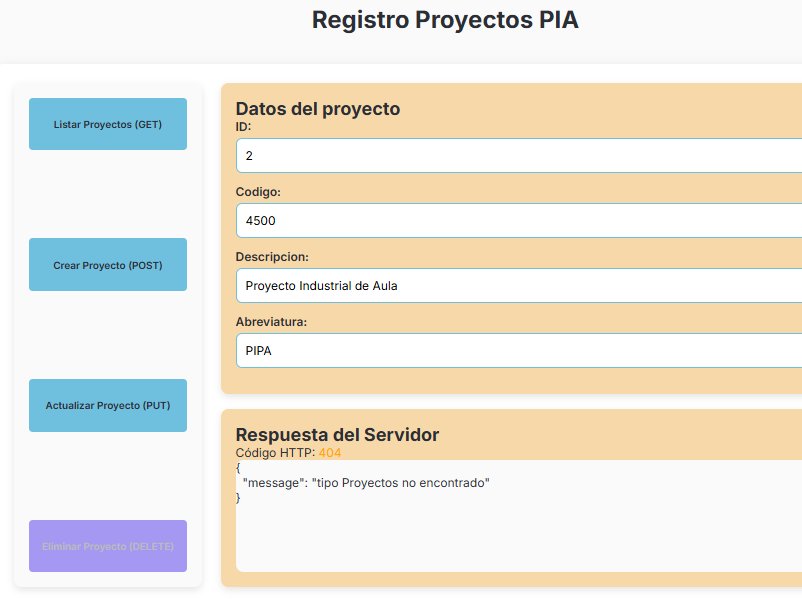 Registro Proyectos PIA
Listar Proyectos (GET)
Crear Proyecto (POST)
Actualizar Proyecto (PUT)
Eliminar Proyecto (DELETE)
Datos del proyecto
ID:
2
Codigo:
4500
Descripcion:
Proyecto Industrial de Aula
Abreviatura:
PIPA
Respuesta del Servidor
Código HTTP: 404
{
"message": "tipo Proyectos no encontrado"
}